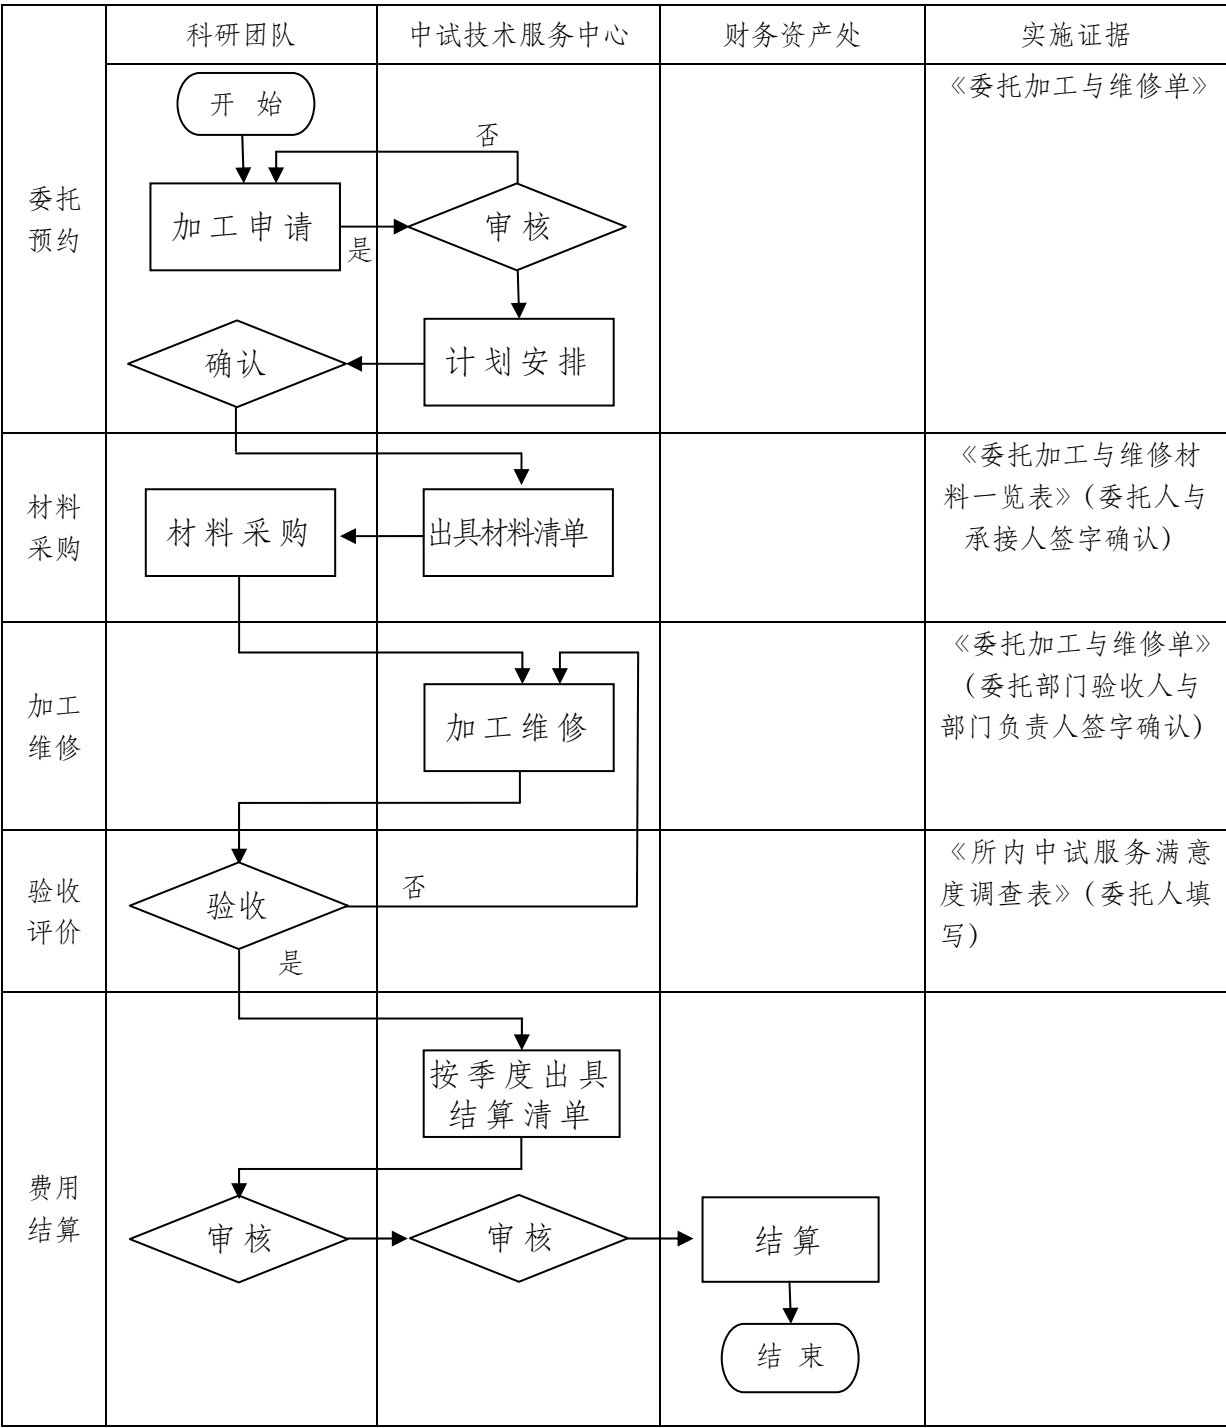 科研团队
中试技术服务中心
财务资产处
实施证据
委托
预约
开 始
否
加工申请
是
审核
确认
计划安排
《委托加工与维修单》
材料
采购
材料采购
出具材料清单
《委托加工与维修材
料一览表》(委托人与
承接人签字确认)
加工
维修
加工维修
《委托加工与维修单》
(委托部门验收人与
部门负责人签字确认)
验收
评价
验收
否
是
《所内中试服务满意
度调查表》(委托人填
写)
费用
结算
按季度出具
结算清单
审核
审核
结算
结 束